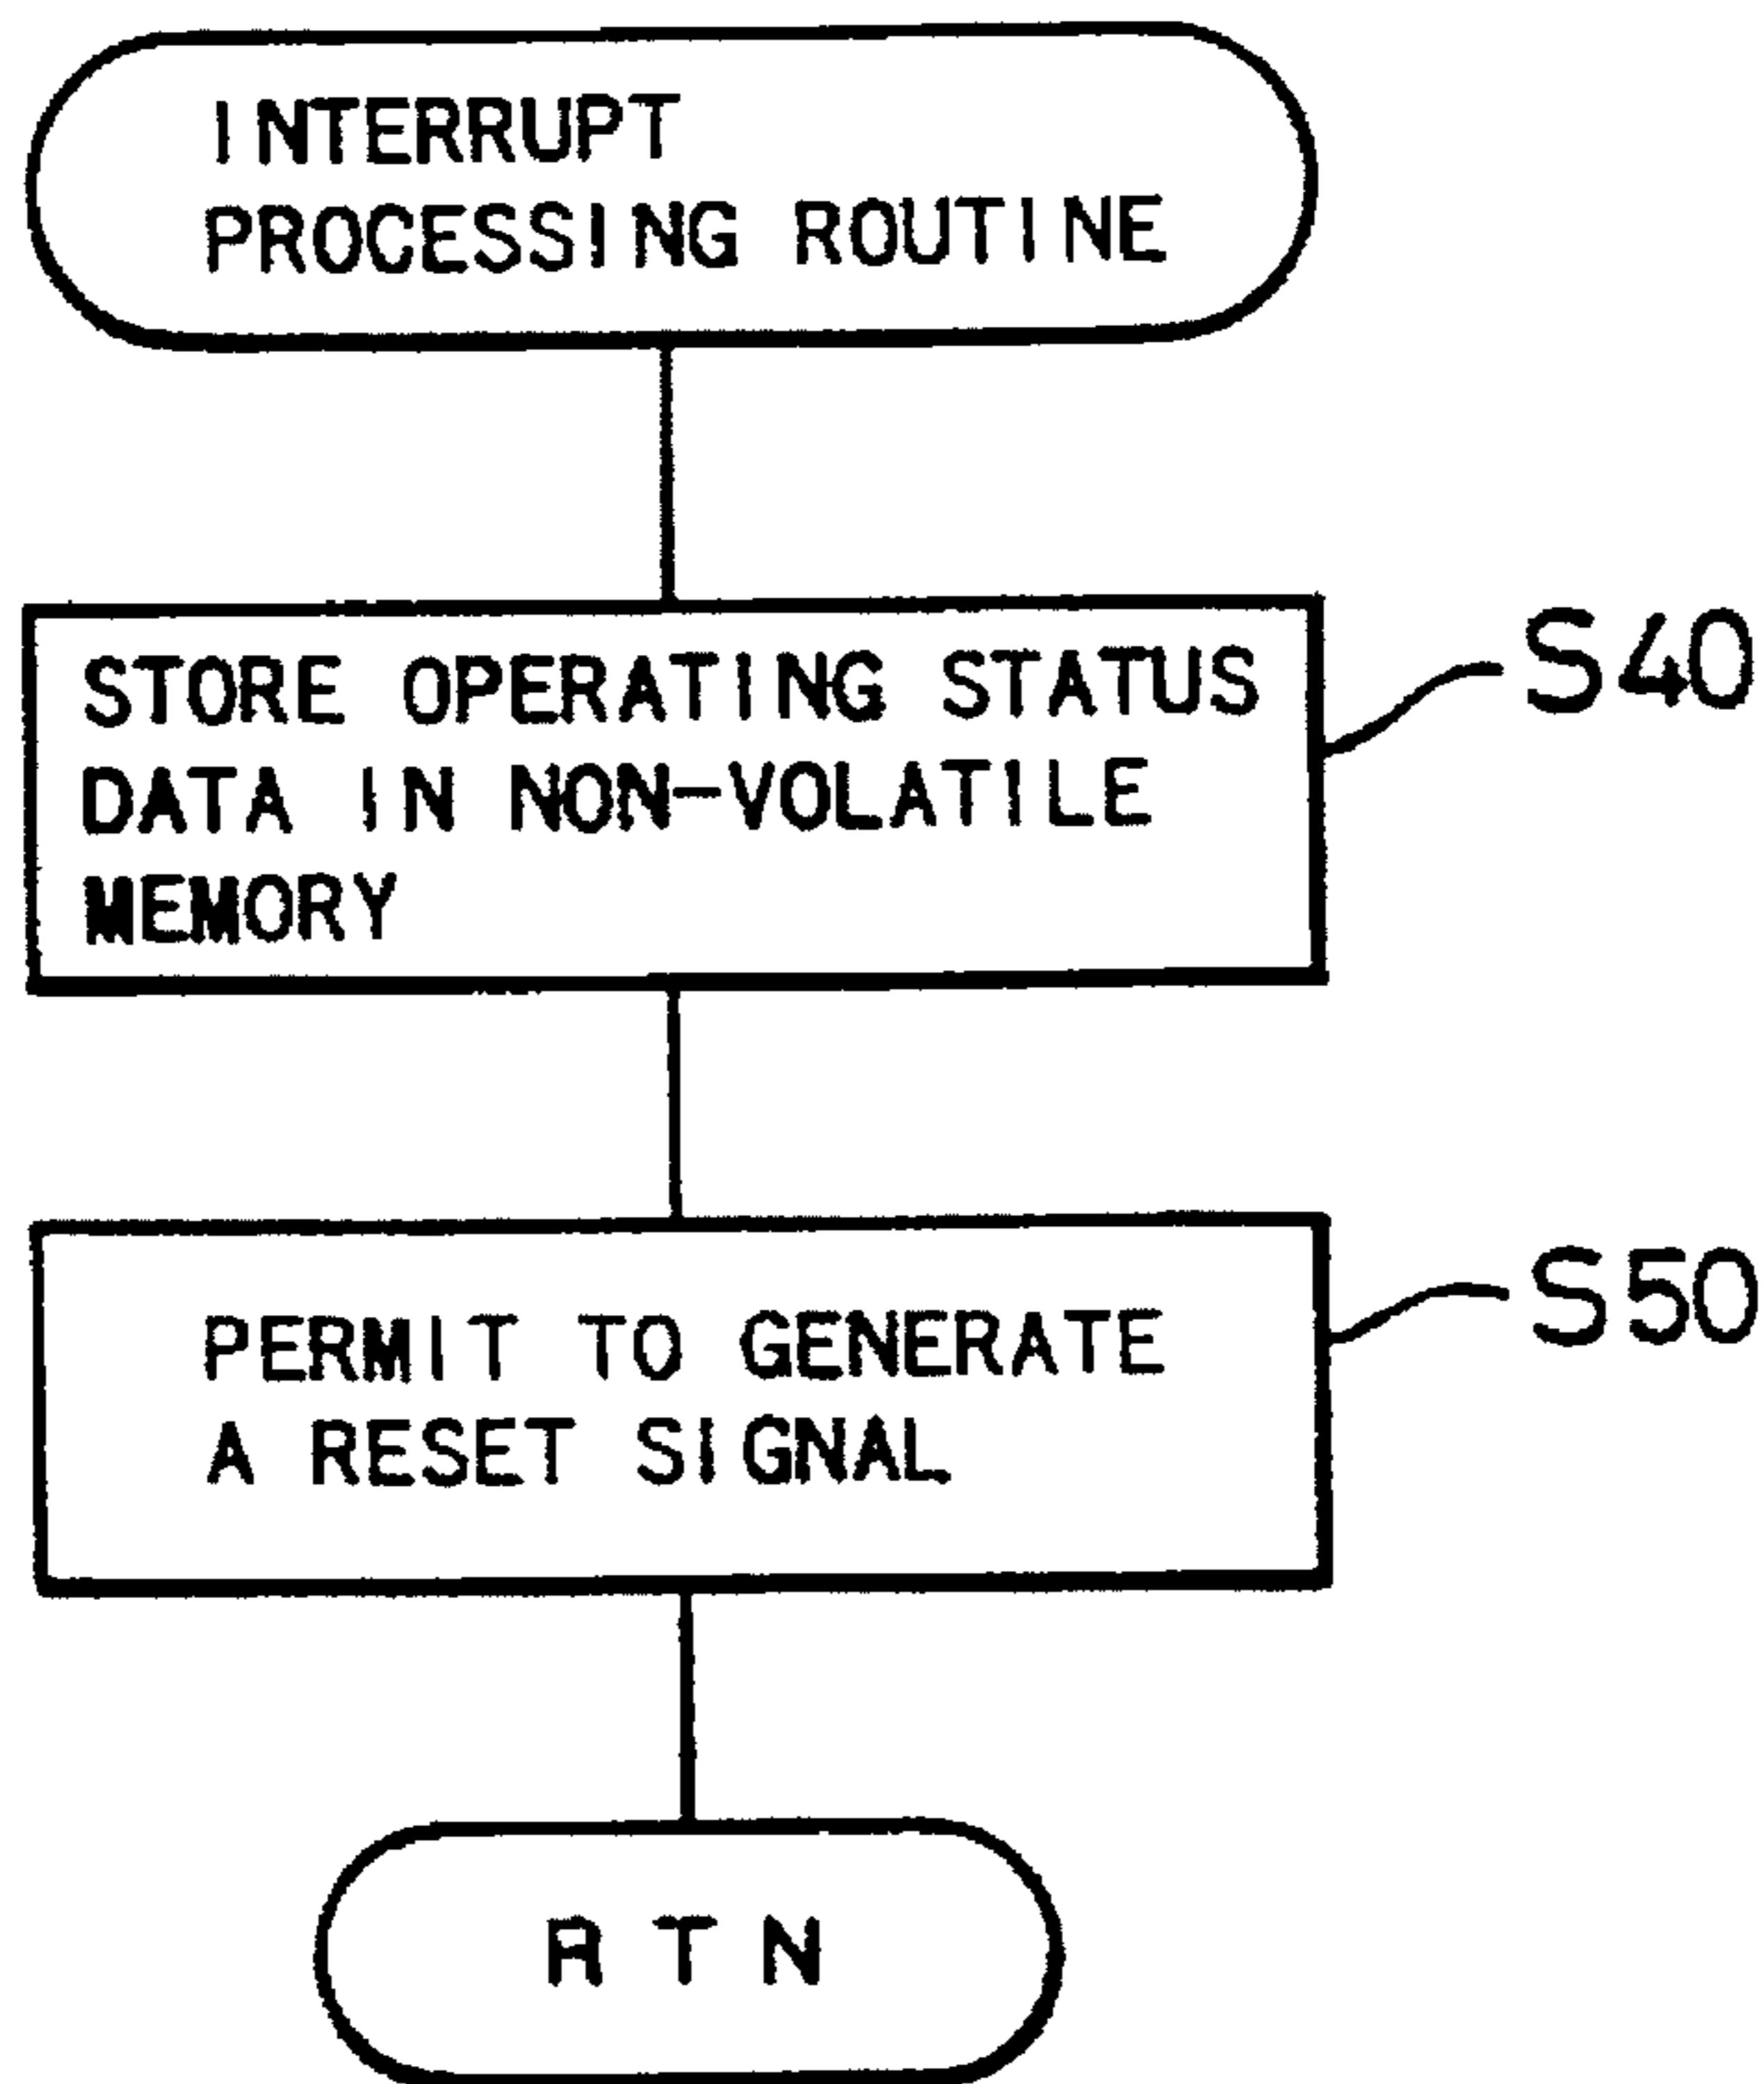 INTERRUPT
PROCESSING ROUTINE
STORE OPERATING STATUS
DATA IN NON-VOLATILE
MEMORY
S40
PERMIT TO GENERATE
A RESET SIGNAL
S50
RTN